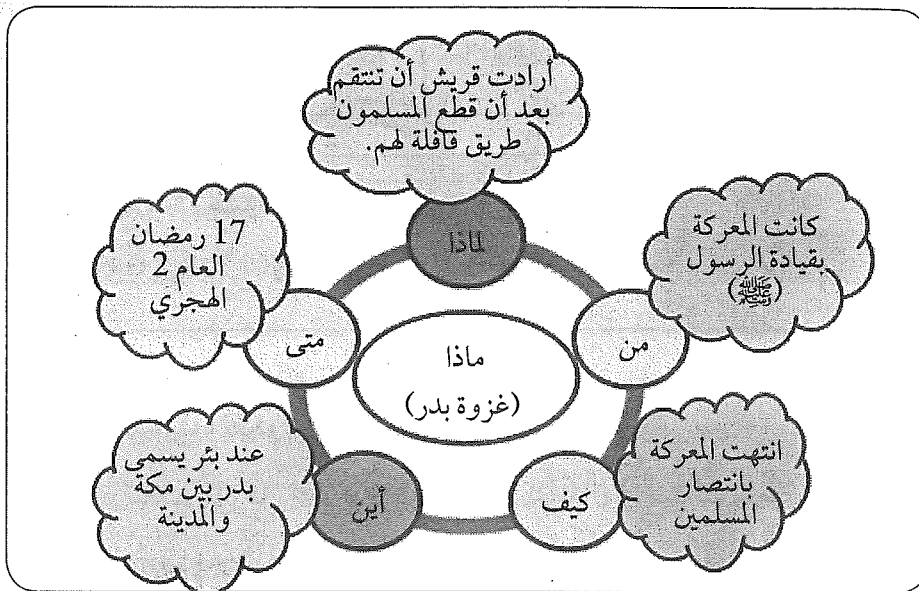 أرادت قريش أن تنتقم
بعد أن قطع المسلمون
طريق قافلة لهم.
لماذا
كانت المعركة
بقيادة الرسول
(ﷺ)
من
17 رمضان
العام 2
الهجري
متى
ماذا
(غزوة بدر)
انتهت المعركة
بانتصار
المسلمين
كيف
عند بئر يسمى
بدر بين مكة
والمدينة
أين